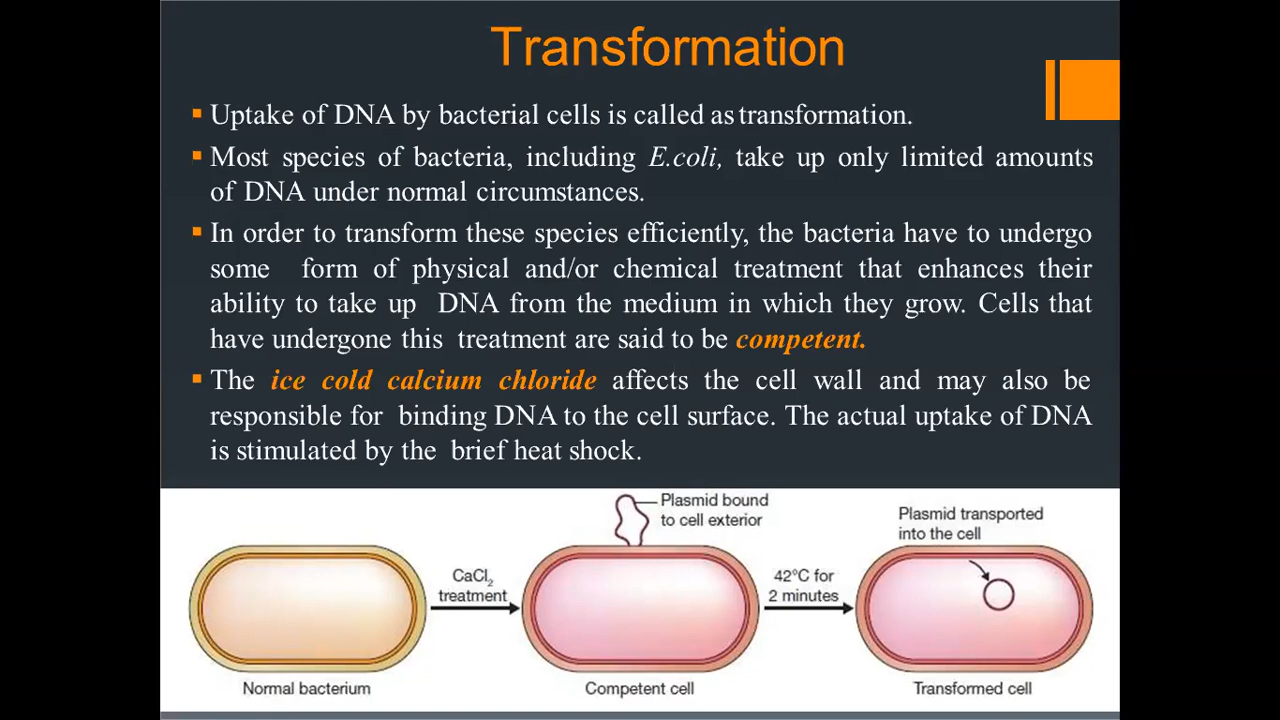 Transformation
Uptake of DNA by bacterial cells is called as transformation.
Most species of bacteria, including E.coli, take up only limited amounts
of DNA under normal circumstances.
In order to transform these species efficiently, the bacteria have to undergo
some form of physical and/or chemical treatment that enhances their
ability to take up DNA from the medium in which they grow. Cells that
have undergone this treatment are said to be competent.
The ice cold calcium chloride affects the cell wall and may also be
responsible for binding DNA to the cell surface. The actual uptake of DNA
is stimulated by the brief heat shock.
Plasmid bound
to cell exterior
Plasmid transported
into the cell
CaCl₂
treatment
42°C for
2 minutes
Normal bacterium
Competent cell
Transformed cell